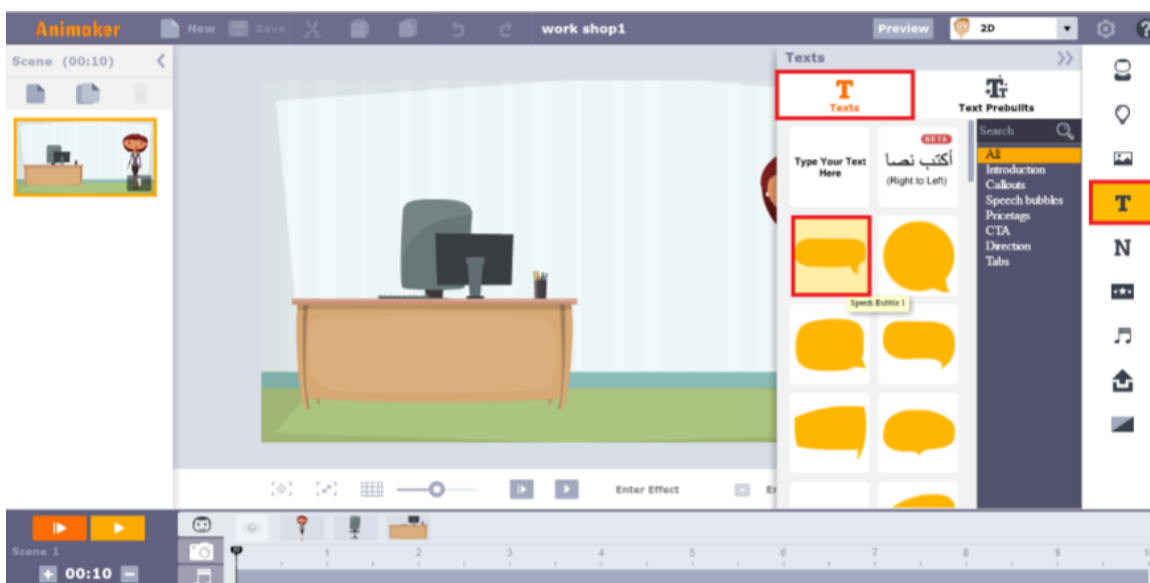 Animaker
New
Save
work shop1
Preview
2D
?
Scene (00:10)
Texts
T
Texts
Text Prebuilts
Type Your Text
Here
BETA
أكتب نصا
(Right to Left)
Search
All
Introduction
Callouts
Speech bubbles
Pricetags
CTA
Direction
Tabs
Speech Bubble 1
T
N
Enter Effect
Scene 1
00:10
1 2 3 4 5 6 7 8 9